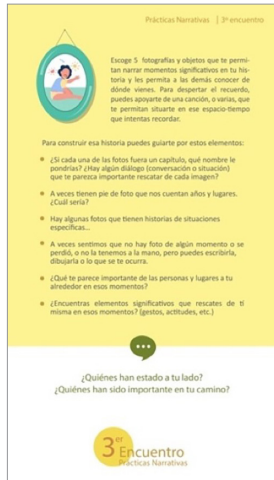 Prácticas Narrativas | 3º encuentro
Escoge 5 fotografías y objetos que te permi-
tan narrar momentos significativos en tu his-
toria y les permita a las demás conocer de
dónde vienes. Para despertar el recuerdo,
puedes apoyarte de una canción, o varias, que
te permitan situarte en ese espacio-tiempo
que intentas recordar.
Para construir esa historia puedes guiarte por estos elementos:
¿Si cada una de las fotos fuera un capítulo, qué nombre le
pondrías? ¿Hay algún diálogo (conversación o situación)
que te parezca importante rescatar de cada imagen?
A veces tienen pie de foto que nos cuentan años y lugares.
¿Cuál sería?
Hay algunas fotos que tienen historias de situaciones
específicas...
A veces sentimos que no hay foto de algún momento o se
perdió, o no la tenemos a la mano, pero puedes escribirla,
dibujarla o lo que se te ocurra.
¿Qué te parece importante de las personas y lugares a tu
alrededor en esos momentos?
¿Encuentras elementos significativos que rescates de ti
misma en esos momentos? (gestos, actitudes, etc.)
¿Quiénes han estado a tu lado?
¿Quiénes han sido importante en tu camino?
3er Encuentro
Prácticas Narrativas